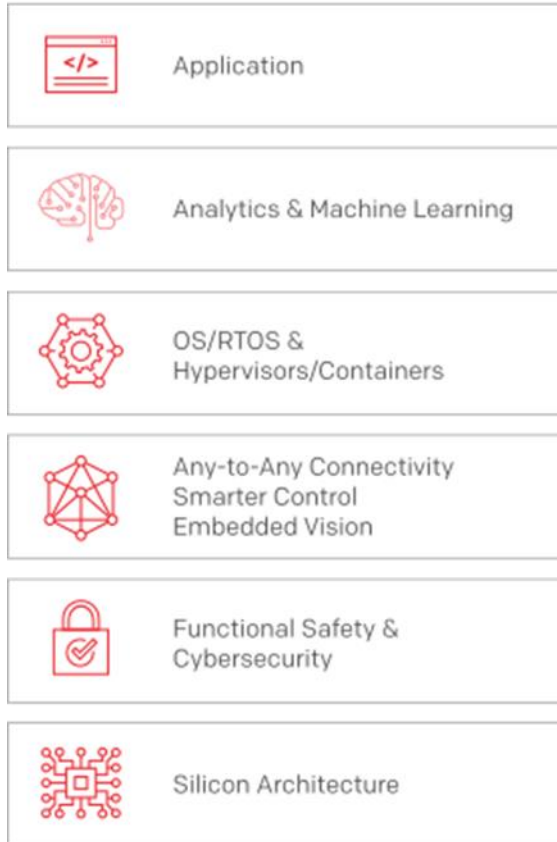 </>
Application
Analytics & Machine Learning
OS/RTOS &
Hypervisors/Containers
Any-to-Any Connectivity
Smarter Control
Embedded Vision
Functional Safety &
Cybersecurity
Silicon Architecture